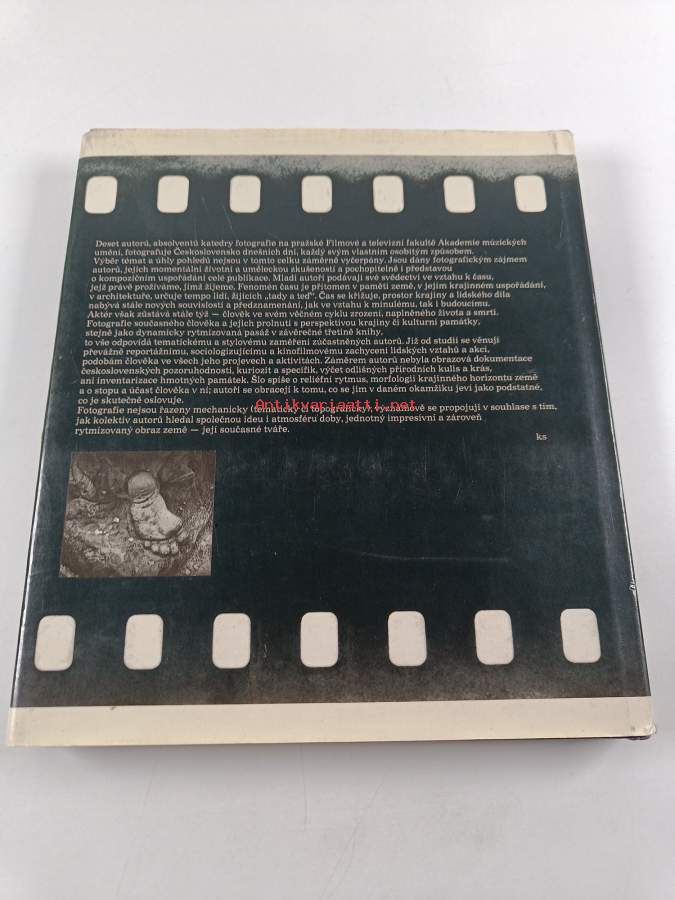 Deset autorů, absolventů katedry fotografie na pražské Filmové a televizní fakultě Akademie múzických
umění, fotografuje Československo dnešních dní, každý svým vlastním osobitým způsobem.
Výběr témat a úhly pohledů nejsou v tomto celku záměrně vyčerpány. Jsou dány fotografickým zájmem
autorů, jejich momentální životní a uměleckou zkušeností a pochopitelně i představou
o kompozičním uspořádání celé publikace. Mladí autoři podávají své svědectví ve vztahu k času,
jejž právě prožíváme, jímž žijeme. Fenomén času je přítomen v paměti země, v jejím krajinném uspořádání,
v architektuře, určuje tempo lidí, žijících „tady a teď“. Čas se křižuje, prostor krajiny a lidského díla
nabývá stále nových souvislostí a předznamenání, jak ve vztahu k minulému, tak i budoucímu.
Aktér však zůstává stále týž — člověk ve svém věčném cyklu zrození, naplněného života a smrti.
Fotografie současného člověka a jejich prolnutí s perspektivou krajiny či kulturní památky,
stejně jako dynamicky rytmizovaná pasáž v závěrečné třetině knihy,
to vše odpovídá tematickému a stylovému zaměření zúčastněných autorů. Již od studií se věnují
převážně reportážnímu, sociologizujícímu a kinofilmovému zachycení lidských vztahů a akcí,
podobám člověka ve všech jeho projevech a aktivitách. Záměrem autorů nebyla obrazová dokumentace
československých pozoruhodností, kuriozit a specifik, výčet odlišných přírodních kulis a krás,
ani inventarizace hmotných památek. Šlo spíše o reliéfní rytmus, morfologii krajinného horizontu země
a o stopu a účast člověka v ní; autoři se obracejí k tomu, co se jim v daném okamžiku jeví jako podstatné,
co je skutečně oslovuje.
Antikvariaatti.net
Fotografie nejsou řazeny mechanicky (tematicky či topograficky), významově se propojují v souhlase s tím,
jak kolektiv autorů hledal společnou ideu i atmosféru doby, jednotný impresivní a zároveň
rytmizovaný obraz země — její současné tváře.
ks